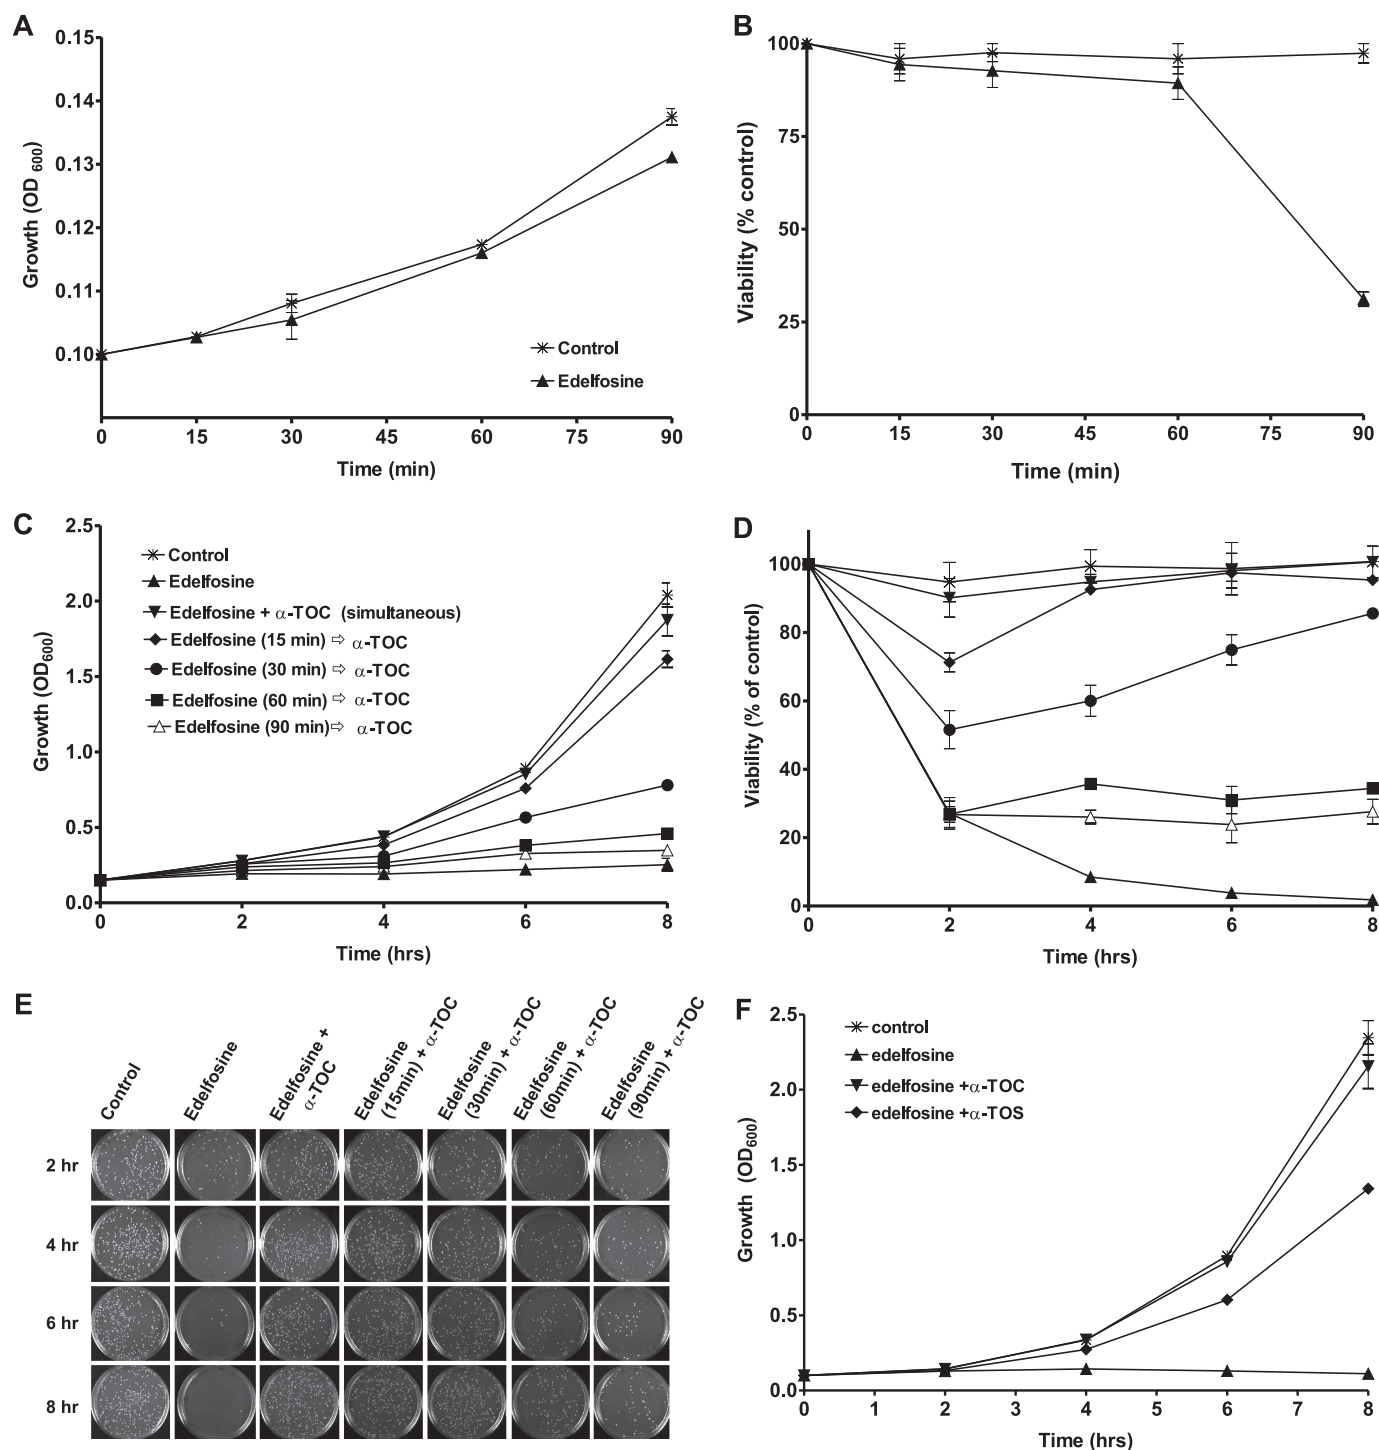 A
0.15
0.14
0.13
0.12
0.11
0.10
Growth (OD 600)
Control
Edelfosine
0 15 30 45 60 75 90
Time (min)
B
100
75
50
25
0
Viability (% control)
0 15 30 45 60 75 90
Time (min)
C
2.5
2.0
1.5
1.0
0.5
0.0
Growth (OD600)
Control
Edelfosine
Edelfosine + α-TOC (simultaneous)
Edelfosine (15 min) ⇨ α-TOC
Edelfosine (30 min) ⇨ α-TOC
Edelfosine (60 min) ⇨ α-TOC
Edelfosine (90 min) ⇨ α-TOC
0 2 4 6 8
Time (hrs)
D
100
80
60
40
20
0
Viability (% of control)
0 2 4 6 8
Time (hrs)
E
Control
Edelfosine
Edelfosine +
α-TOC
Edelfosine
(15min) + α-TOC
Edelfosine
(30min) + α-TOC
Edelfosine
(60min) + α-TOC
Edelfosine
(90min) + α-TOC
2 hr
4 hr
6 hr
8 hr
F
2.5
2.0
1.5
1.0
0.5
0.0
Growth (OD600)
control
edelfosine
edelfosine +α-TOC
edelfosine +α-TOS
0 1 2 3 4 5 6 7 8
Time (hrs)